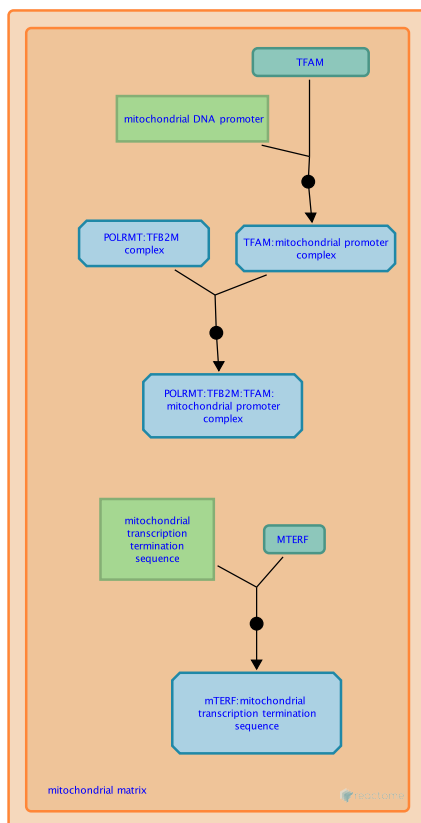 TFAM
mitochondrial DNA promoter
POLRMT:TFB2M
complex
TFAM:mitochondrial promoter
complex
POLRMT:TFB2M:TFAM:
mitochondrial promoter
complex
mitochondrial
transcription
termination
sequence
MTERF
mTERF:mitochondrial
transcription termination
sequence
mitochondrial matrix
reactome